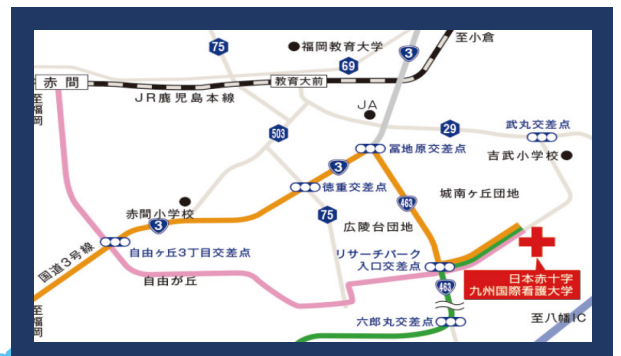 75
●福岡教育大学
3
至小倉
69
赤間
教育大前
JR鹿児島本線
至福岡
JA
503
29
武丸交差点
冨地原交差点
吉武小学校●
3
徳重交差点
城南ヶ丘団地
463
75
赤間小学校
3
広陵台団地
自由ヶ丘3丁目交差点
リサーチパーク
入口交差点
国道3号線
自由が丘
463
日本赤十字
九州国際看護大学
至福岡
六郎丸交差点
至八幡IC